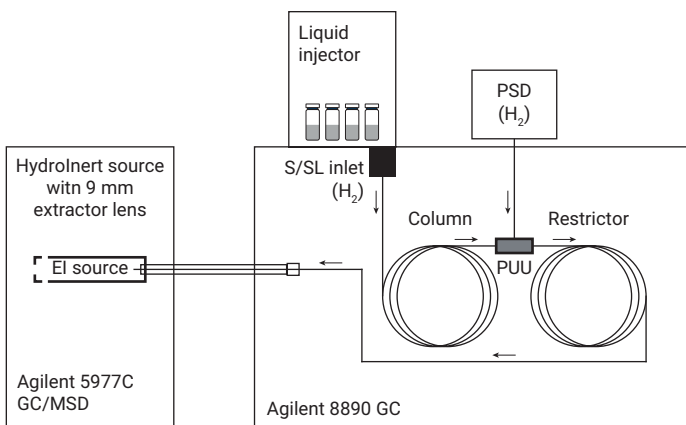 Liquid
injector
PSD
(H₂)
S/SL inlet
(H₂)
HydroInert source
witn 9 mm
extractor lens
Column
Restrictor
PUU
EI source
Agilent 5977C
GC/MSD
Agilent 8890 GC